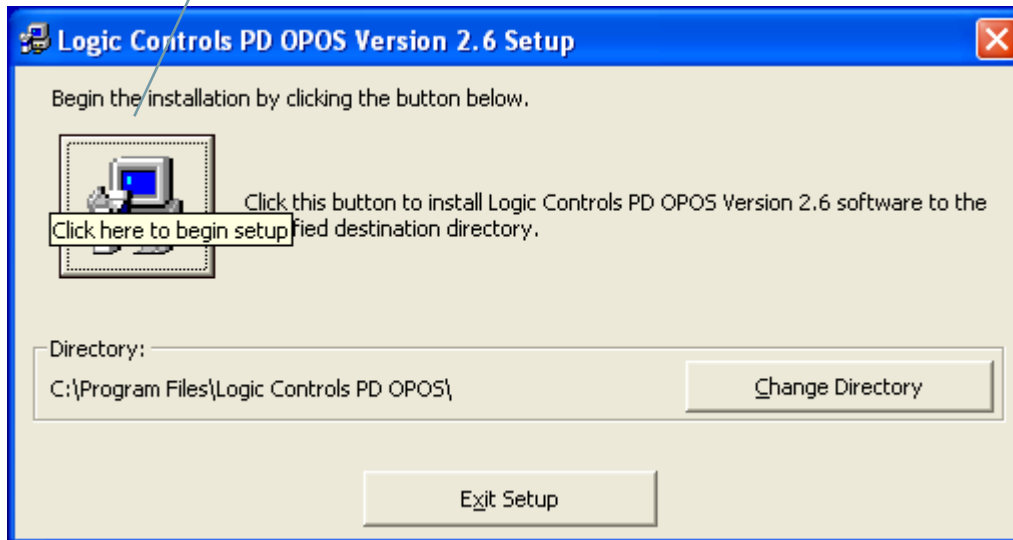 Logic Controls PD OPOS Version 2.6 Setup
Begin the installation by clicking the button below.
Click this button to install Logic Controls PD OPOS Version 2.6 software to the
Click here to begin setup
fied destination directory.
Directory:
C:\Program Files\Logic Controls PD OPOS\
Change Directory
Exit Setup